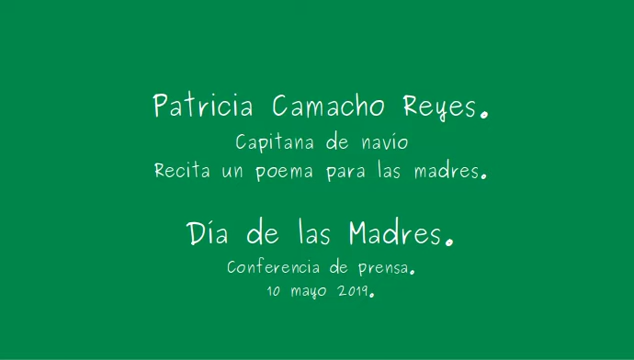 Patricia Camacho Reyes.
Capitana de navío
Recita un poema para las madres.
Día de las Madres.
Conferencia de prensa.
10 mayo 2019.